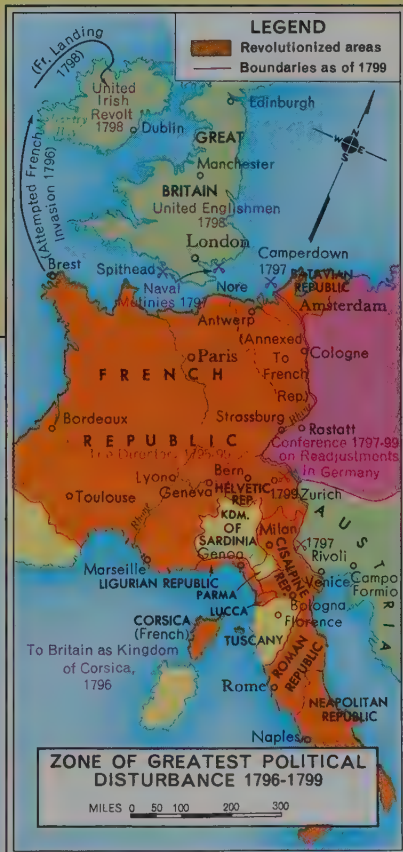 LEGEND
Revolutionized areas
Boundaries as of 1799
(Fr. Landing
1798)
United
Irish
Revolt
1798
Dublin
Edinburgh
GREAT
Manchester
BRITAIN
United Englishmen
1798
London
(Attempted French
Invasion 1796)
N
W
E
S
Brest
Spithead
Nore
Naval
Mutinies 1797
Camperdown
1797
BATAVIAN
REPUBLIC
Amsterdam
Antwerp
(Annexed
To
French
Rep.)
Cologne
Paris
FRENCH
REPUBLIC
Strassburg
Rhine
Rastatt
Conference 1797-99
on Readjustments
in Germany
Bordeaux
Toulouse
Lyon
Geneva
Bern
HELVETIC
REP.
1799
Zurich
Rhone
KDM.
OF
SARDINIA
Milan
CISALPINE
REP.
1797
Rivoli
AUSTRIA
Marseille
Genoa
LIGURIAN REPUBLIC
PARMA
LUCCA
Venice
Campo
Formio
Bologna
Florence
CORSICA
(French)
TUSCANY
To Britain as Kingdom
of Corsica,
1796
ROMAN
REPUBLIC
Rome
NEAPOLITAN
REPUBLIC
Naples
ZONE OF GREATEST POLITICAL
DISTURBANCE 1796-1799
MILES 0 50 100 200 300